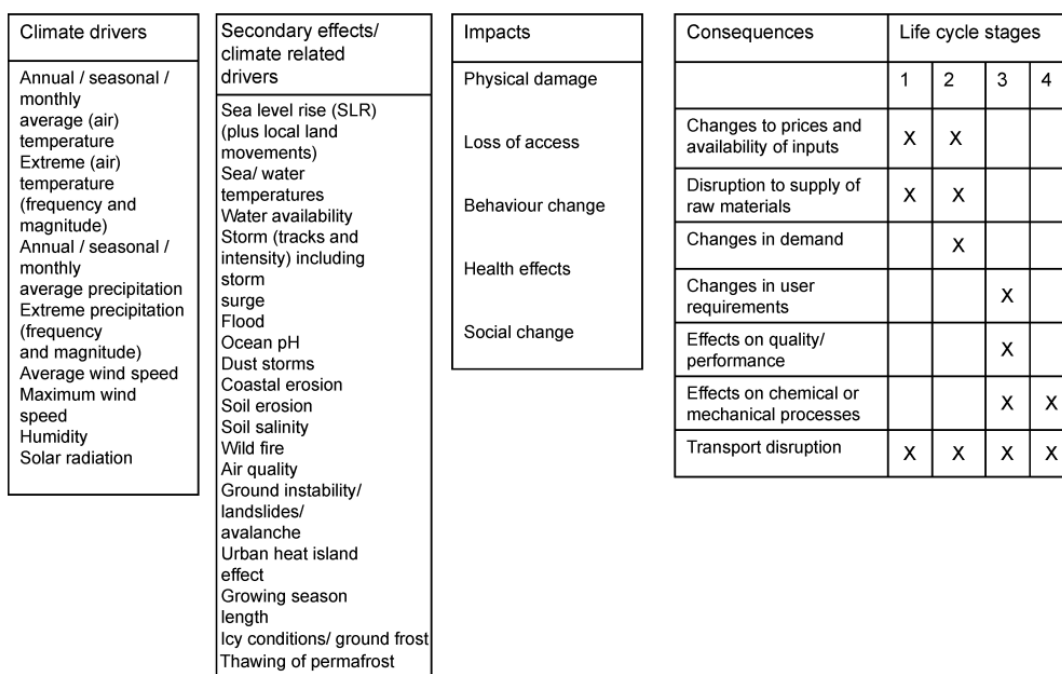 Climate drivers
Annual / seasonal /
monthly
average (air)
temperature
Extreme (air)
temperature
(frequency and
magnitude)
Annual / seasonal /
monthly
average precipitation
Extreme precipitation
(frequency
and magnitude)
Average wind speed
Maximum wind
speed
Humidity
Solar radiation
Secondary effects/
climate related
drivers
Sea level rise (SLR)
(plus local land
movements)
Sea/ water
temperatures
Water availability
Storm (tracks and
intensity) including
storm
surge
Flood
Ocean pH
Dust storms
Coastal erosion
Soil erosion
Soil salinity
Wild fire
Air quality
Ground instability/
landslides/
avalanche
Urban heat island
effect
Growing season
length
Icy conditions/ ground frost
Thawing of permafrost
Impacts
Physical damage
Loss of access
Behaviour change
Health effects
Social change
Consequences Life cycle stages
1 2 3 4
Changes to prices and
availability of inputs X X
Disruption to supply of
raw materials X X
Changes in demand X
Changes in user
requirements X
Effects on quality/
performance X
Effects on chemical or
mechanical processes X X
Transport disruption X X X X